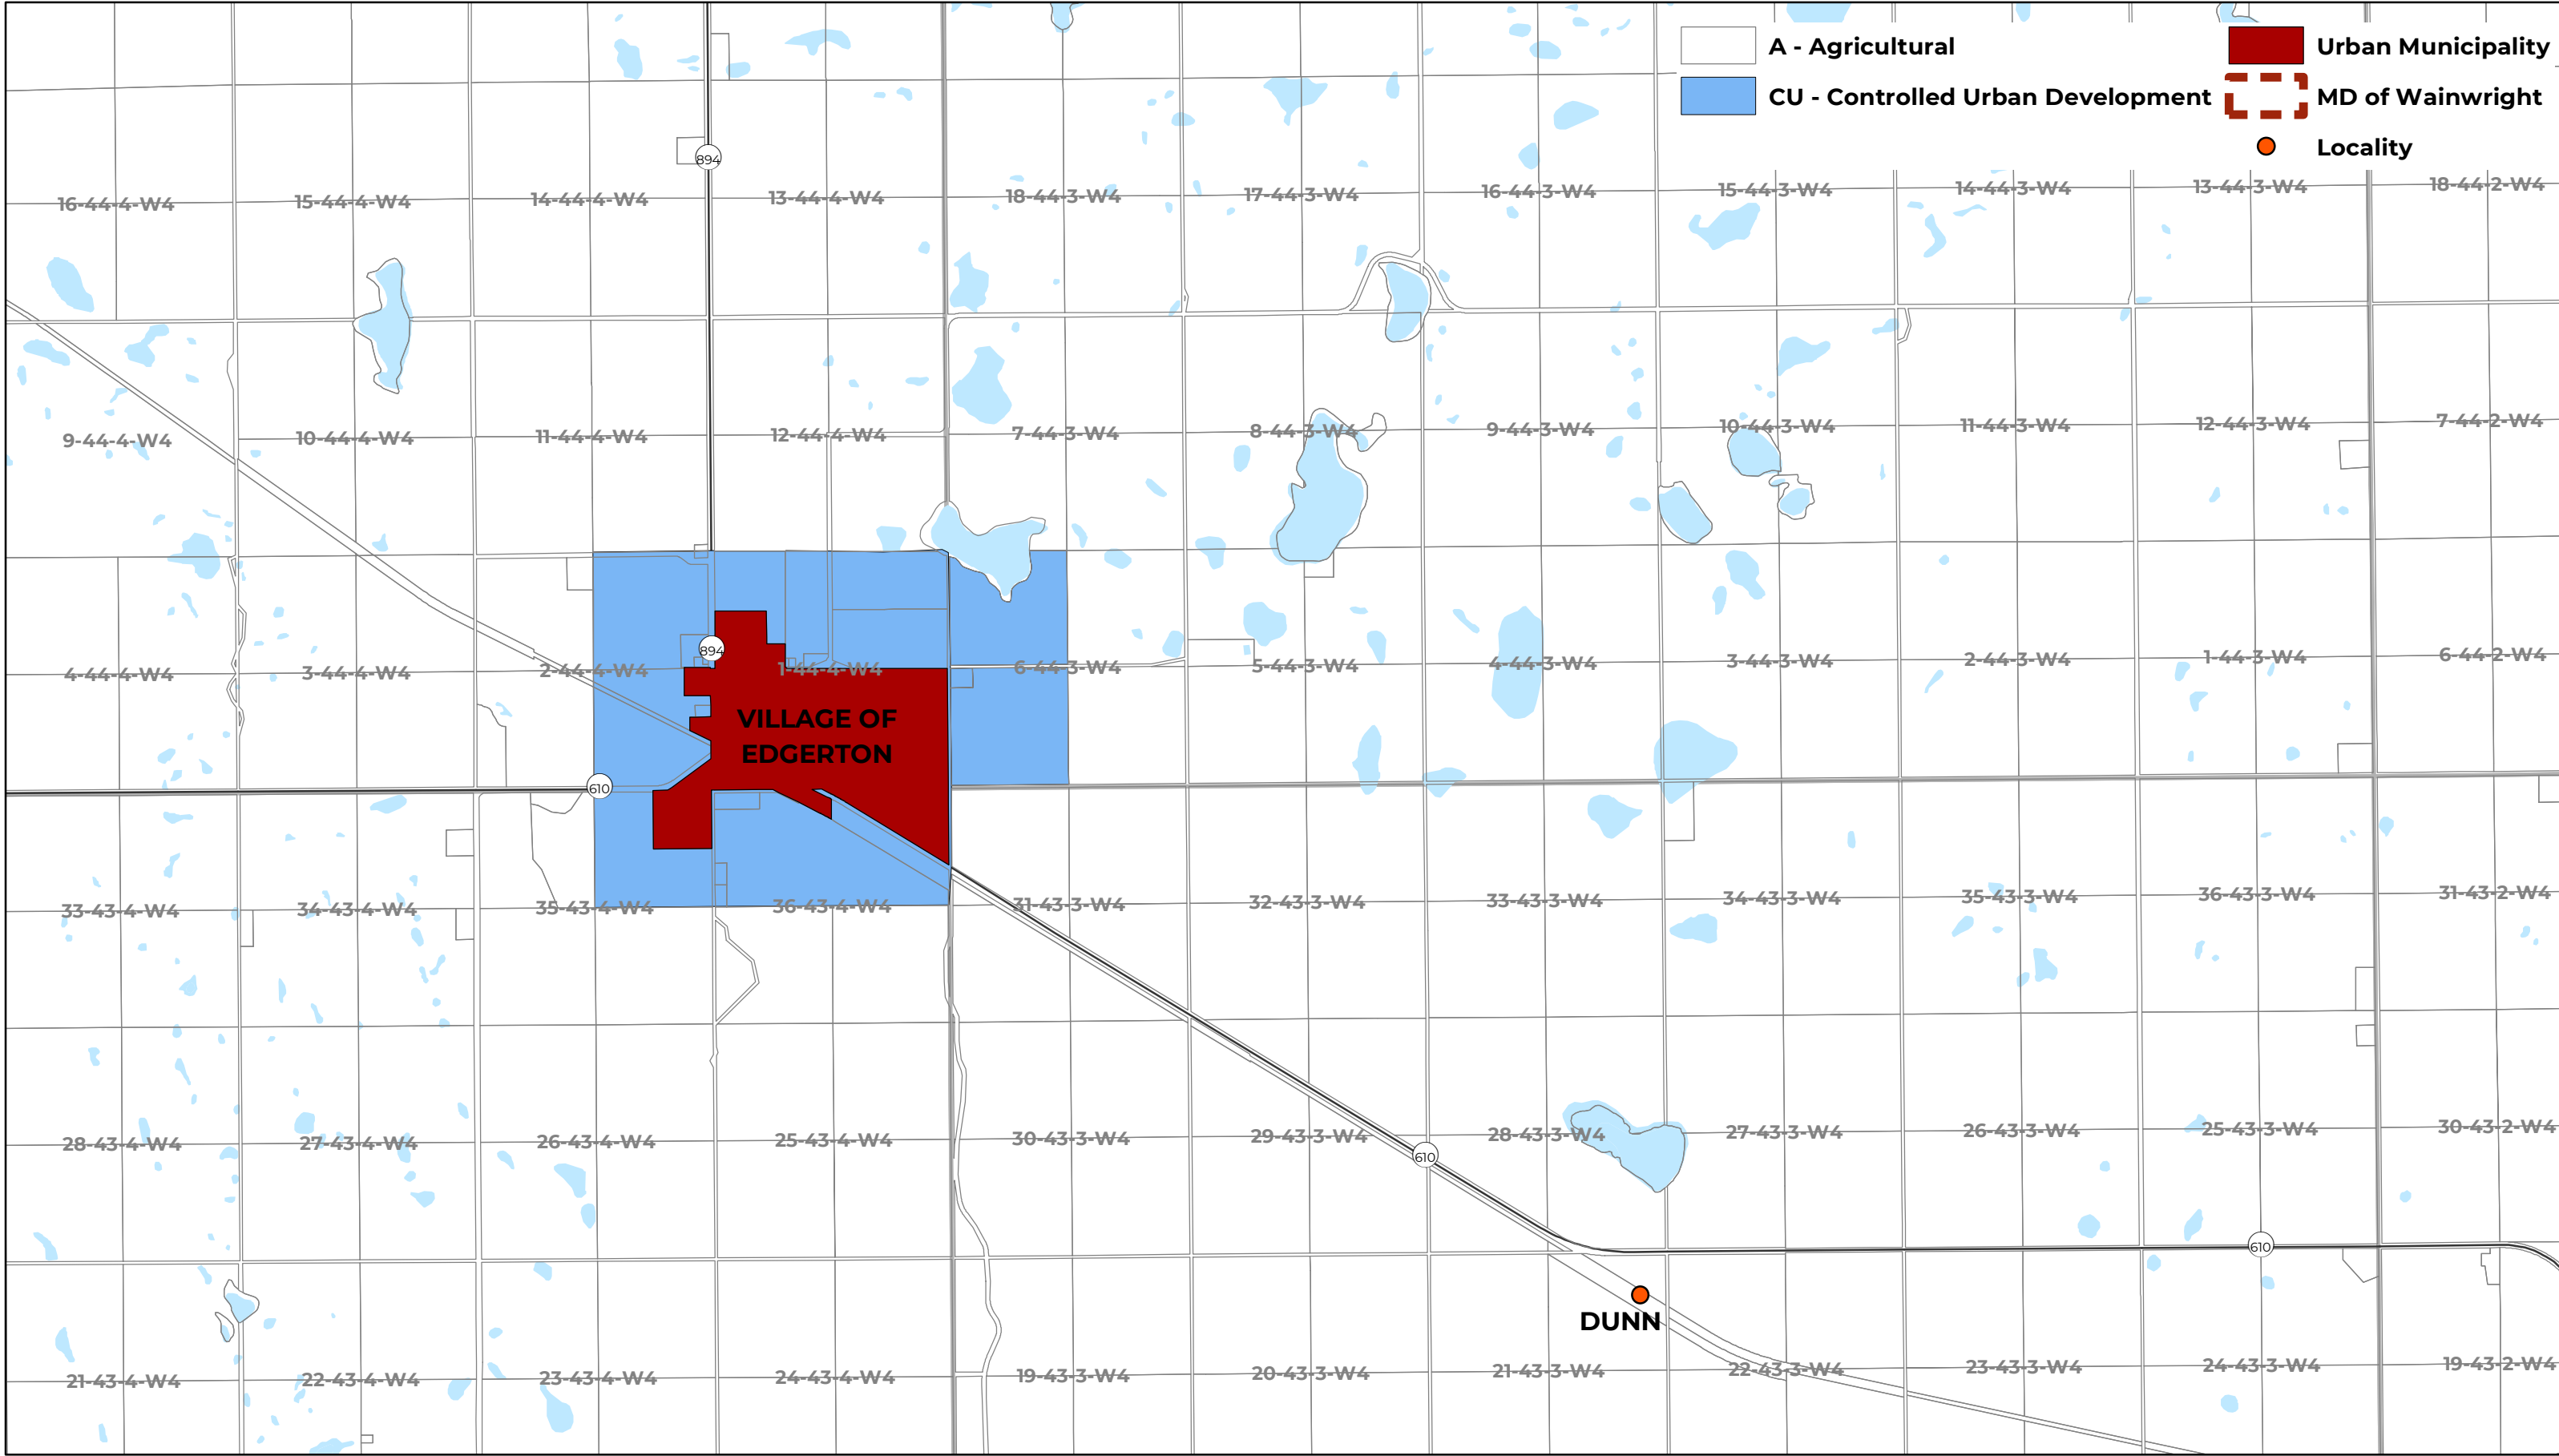 A - Agricultural
Urban Municipality
CU - Controlled Urban Development
MD of Wainwright
Locality
894
16-44-4-W4
15-44-4-W4
14-44-4-W4
13-44-4-W4
18-44-3-W4
17-44-3-W4
16-44-3-W4
15-44-3-W4
14-44-3-W4
13-44-3-W4
18-44-2-W4
9-44-4-W4
10-44-4-W4
11-44-4-W4
12-44-4-W4
7-44-3-W4
8-44-3-W4
9-44-3-W4
10-44-3-W4
11-44-3-W4
12-44-3-W4
7-44-2-W4
894
4-44-4-W4
3-44-4-W4
2-44-4-W4
1-44-4-W4
6-44-3-W4
5-44-3-W4
4-44-3-W4
3-44-3-W4
2-44-3-W4
1-44-3-W4
6-44-2-W4
VILLAGE OF
EDGERTON
610
33-43-4-W4
34-43-4-W4
35-43-4-W4
36-43-4-W4
31-43-3-W4
32-43-3-W4
33-43-3-W4
34-43-3-W4
35-43-3-W4
36-43-3-W4
31-43-2-W4
28-43-4-W4
27-43-4-W4
26-43-4-W4
25-43-4-W4
30-43-3-W4
29-43-3-W4
28-43-3-W4
27-43-3-W4
26-43-3-W4
25-43-3-W4
30-43-2-W4
610
610
DUNN
21-43-4-W4
22-43-4-W4
23-43-4-W4
24-43-4-W4
19-43-3-W4
20-43-3-W4
21-43-3-W4
22-43-3-W4
23-43-3-W4
24-43-3-W4
19-43-2-W4